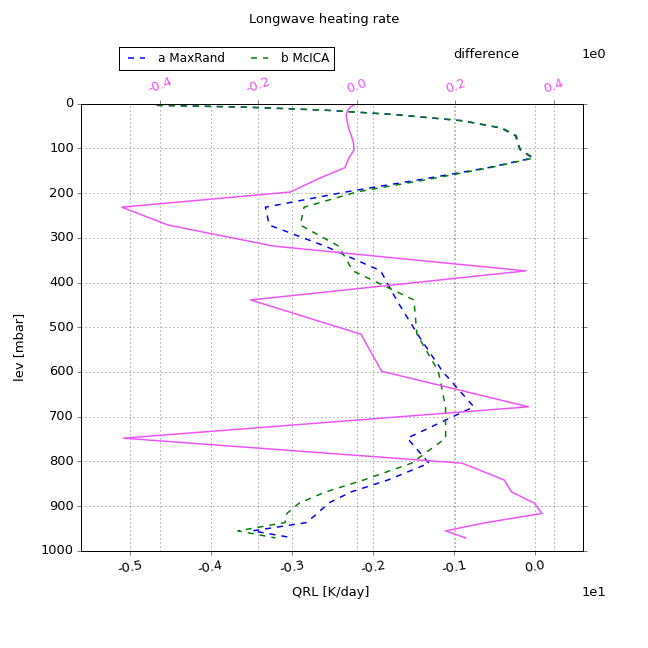 Longwave heating rate
a MaxRand b McICA difference 1e0
-0.4 -0.2 0.0 0.2 0.4
0
100
200
300
400
500
600
700
800
900
1000
lev [mbar]
-0.5 -0.4 -0.3 -0.2 -0.1 0.0
QRL [K/day] 1e1